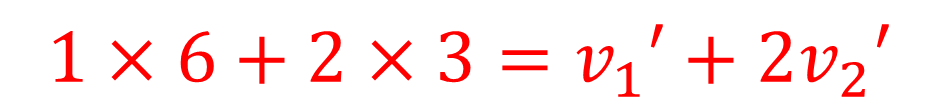 1 × 6 + 2 × 3 = v₁′ + 2v₂′